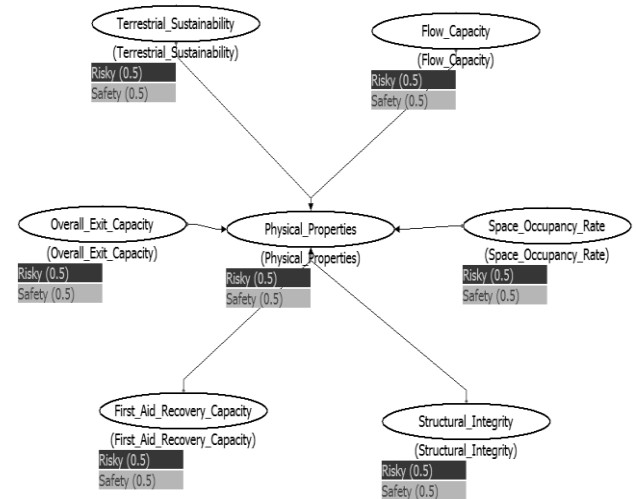 Terrestrial_Sustainability
(Terrestrial_Sustainability)
Risky (0.5)
Safety (0.5)
Flow_Capacity
(Flow_Capacity)
Risky (0.5)
Safety (0.5)
Overall_Exit_Capacity
(Overall_Exit_Capacity)
Risky (0.5)
Safety (0.5)
Physical_Properties
(Physical_Properties)
Risky (0.5)
Safety (0.5)
Space_Occupancy_Rate
(Space_Occupancy_Rate)
Risky (0.5)
Safety (0.5)
First_Aid_Recovery_Capacity
(First_Aid_Recovery_Capacity)
Risky (0.5)
Safety (0.5)
Structural_Integrity
(Structural_Integrity)
Risky (0.5)
Safety (0.5)